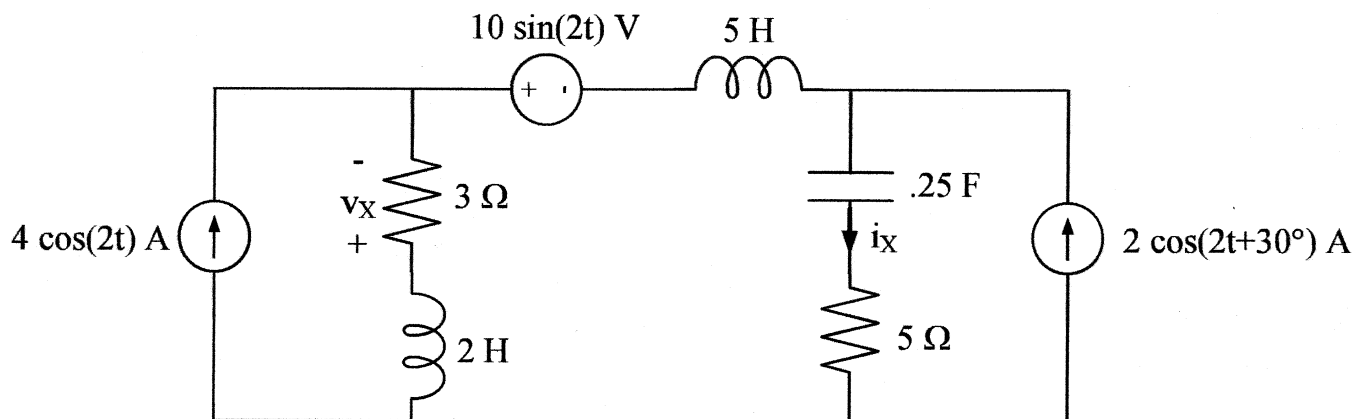 10 sin(2t) V
5 H
+ -
-
vX
+
3 Ω
.25 F
4 cos(2t) A
iX
2 cos(2t+30°) A
2 H
5 Ω